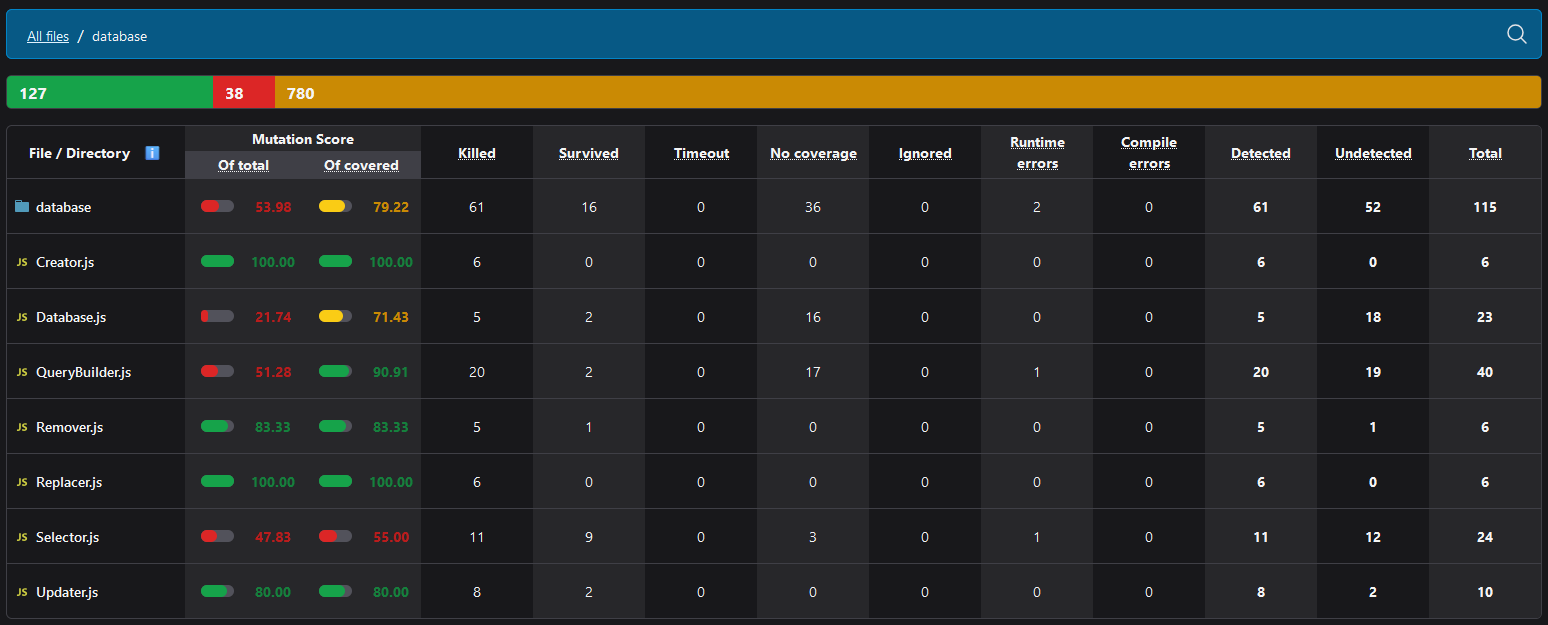 All files / database
127 38 780
File / Directory ℹ Mutation Score Killed Survived Timeout No coverage Ignored Runtime errors Compile errors Detected Undetected Total
Of total Of covered
database 53.98 79.22 61 16 0 36 0 2 0 61 52 115
JS Creator.js 100.00 100.00 6 0 0 0 0 0 0 6 0 6
JS Database.js 21.74 71.43 5 2 0 16 0 0 0 5 18 23
JS QueryBuilder.js 51.28 90.91 20 2 0 17 0 1 0 20 19 40
JS Remover.js 83.33 83.33 5 1 0 0 0 0 0 5 1 6
JS Replacer.js 100.00 100.00 6 0 0 0 0 0 0 6 0 6
JS Selector.js 47.83 55.00 11 9 0 3 0 1 0 11 12 24
JS Updater.js 80.00 80.00 8 2 0 0 0 0 0 8 2 10